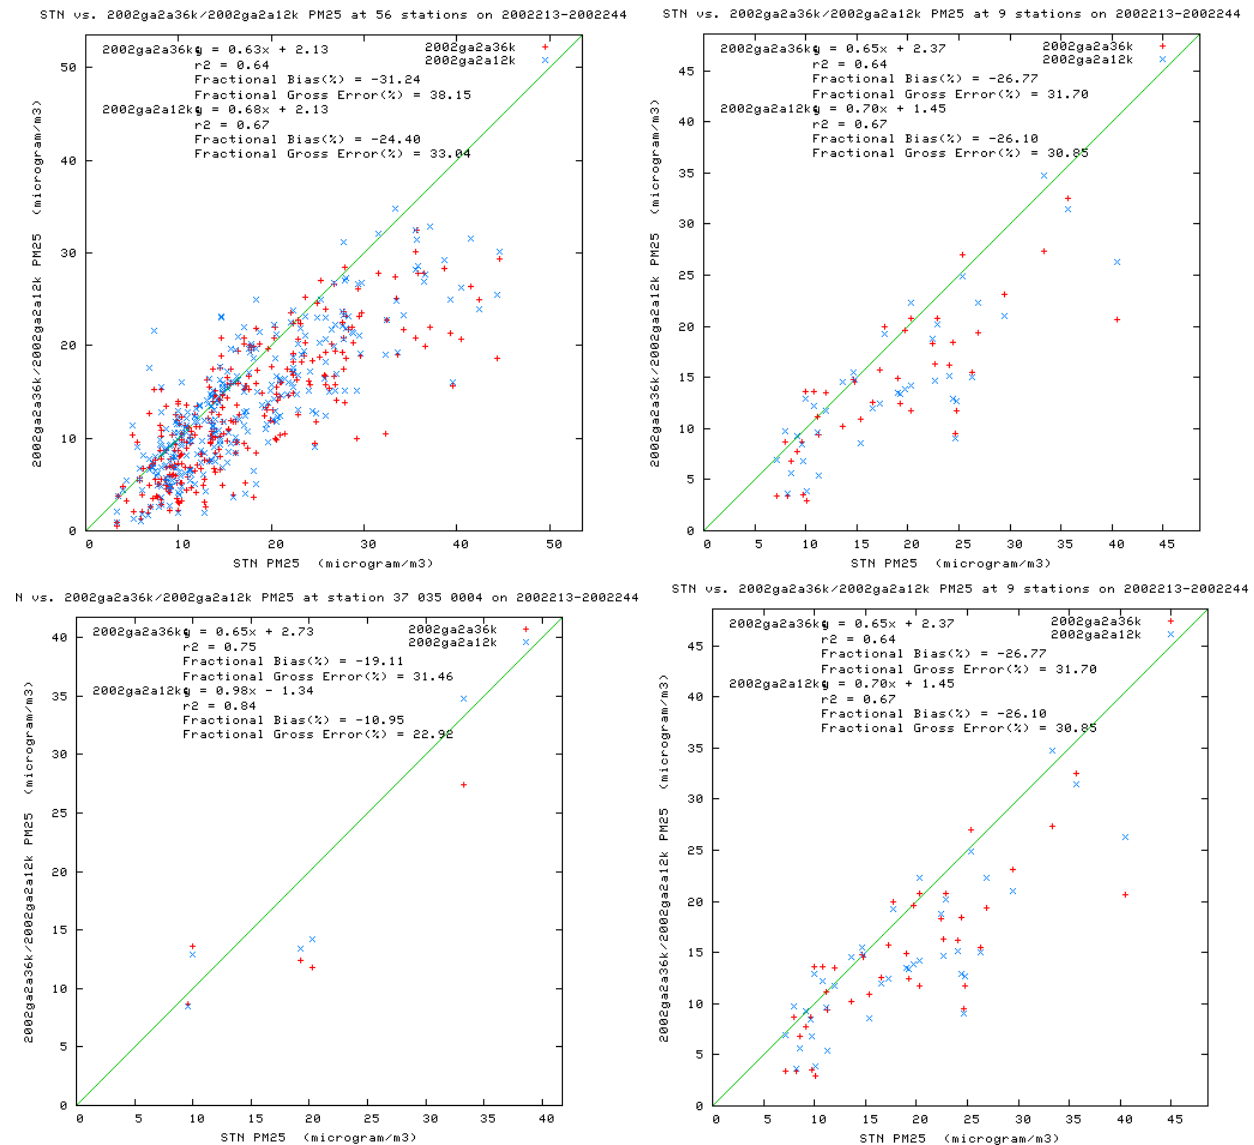 STN vs. 2002ga2a36k/2002ga2a12k PM25 at 56 stations on 2002213-2002244
2002ga2a36k
2002ga2a12k
y = 0.63x + 2.13
r2 = 0.64
Fractional Bias(%) = -31.24
Fractional Gross Error(%) = 38.15
2002ga2a12k
y = 0.68x + 2.13
r2 = 0.67
Fractional Bias(%) = -24.40
Fractional Gross Error(%) = 33.04
2002ga2a36k
50
40
30
20
10
0
2002ga2a36k/2002ga2a12k PM25 (microgram/m3)
0 10 20 30 40 50
STN PM25 (microgram/m3)
STN vs. 2002ga2a36k/2002ga2a12k PM25 at 9 stations on 2002213-2002244
2002ga2a36k
2002ga2a12k
y = 0.65x + 2.37
r2 = 0.64
Fractional Bias(%) = -26.77
Fractional Gross Error(%) = 31.70
2002ga2a12k
y = 0.70x + 1.45
r2 = 0.67
Fractional Bias(%) = -26.10
Fractional Gross Error(%) = 30.85
2002ga2a36k
45
40
35
30
25
20
15
10
5
0
2002ga2a36k/2002ga2a12k PM25 (microgram/m3)
0 5 10 15 20 25 30 35 40 45
STN PM25 (microgram/m3)
N vs. 2002ga2a36k/2002ga2a12k PM25 at station 37 035 0004 on 2002213-2002244
2002ga2a36k
2002ga2a12k
y = 0.65x + 2.73
r2 = 0.75
Fractional Bias(%) = -19.11
Fractional Gross Error(%) = 31.46
2002ga2a12k
y = 0.98x - 1.34
r2 = 0.84
Fractional Bias(%) = -10.95
Fractional Gross Error(%) = 22.92
2002ga2a36k
40
35
30
25
20
15
10
5
0
2002ga2a36k/2002ga2a12k PM25 (microgram/m3)
0 5 10 15 20 25 30 35 40
STN PM25 (microgram/m3)
STN vs. 2002ga2a36k/2002ga2a12k PM25 at 9 stations on 2002213-2002244
2002ga2a36k
2002ga2a12k
y = 0.65x + 2.37
r2 = 0.64
Fractional Bias(%) = -26.77
Fractional Gross Error(%) = 31.70
2002ga2a12k
y = 0.70x + 1.45
r2 = 0.67
Fractional Bias(%) = -26.10
Fractional Gross Error(%) = 30.85
2002ga2a36k
45
40
35
30
25
20
15
10
5
0
2002ga2a36k/2002ga2a12k PM25 (microgram/m3)
0 5 10 15 20 25 30 35 40 45
STN PM25 (microgram/m3)